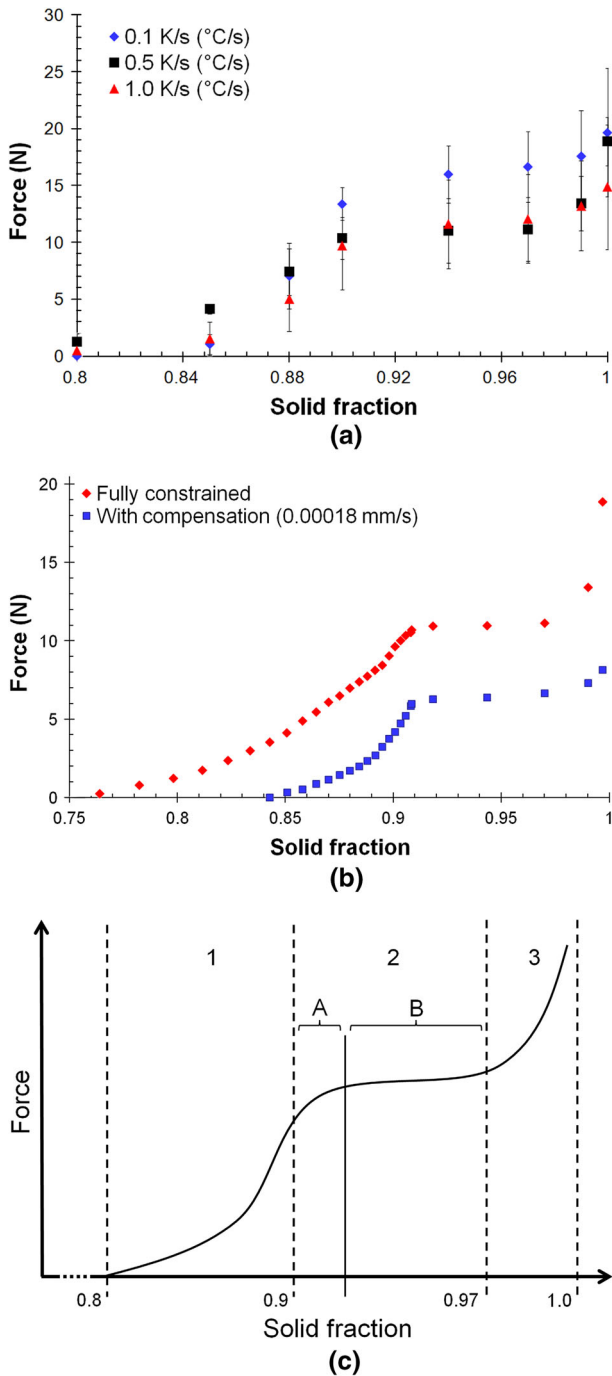 30
25
20
15
10
5
0
Force (N)
0.1 K/s (°C/s)
0.5 K/s (°C/s)
1.0 K/s (°C/s)
0.8 0.84 0.88 0.92 0.96 1
Solid fraction
(a)
20
15
10
5
0
Force (N)
Fully constrained
With compensation (0.00018 mm/s)
0.75 0.8 0.85 0.9 0.95 1
Solid fraction
(b)
1 2 3
A B
Force
0.8 0.9 0.97 1.0
Solid fraction
(c)